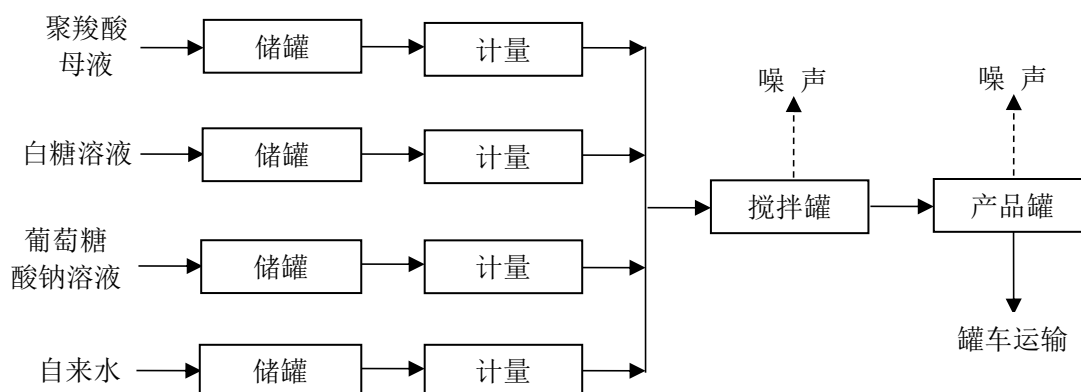 聚羧酸
母液
储罐
计量
白糖溶液
储罐
计量
葡萄糖
酸钠溶液
储罐
计量
自来水
储罐
计量
噪 声
搅拌罐
噪 声
产品罐
罐车运输